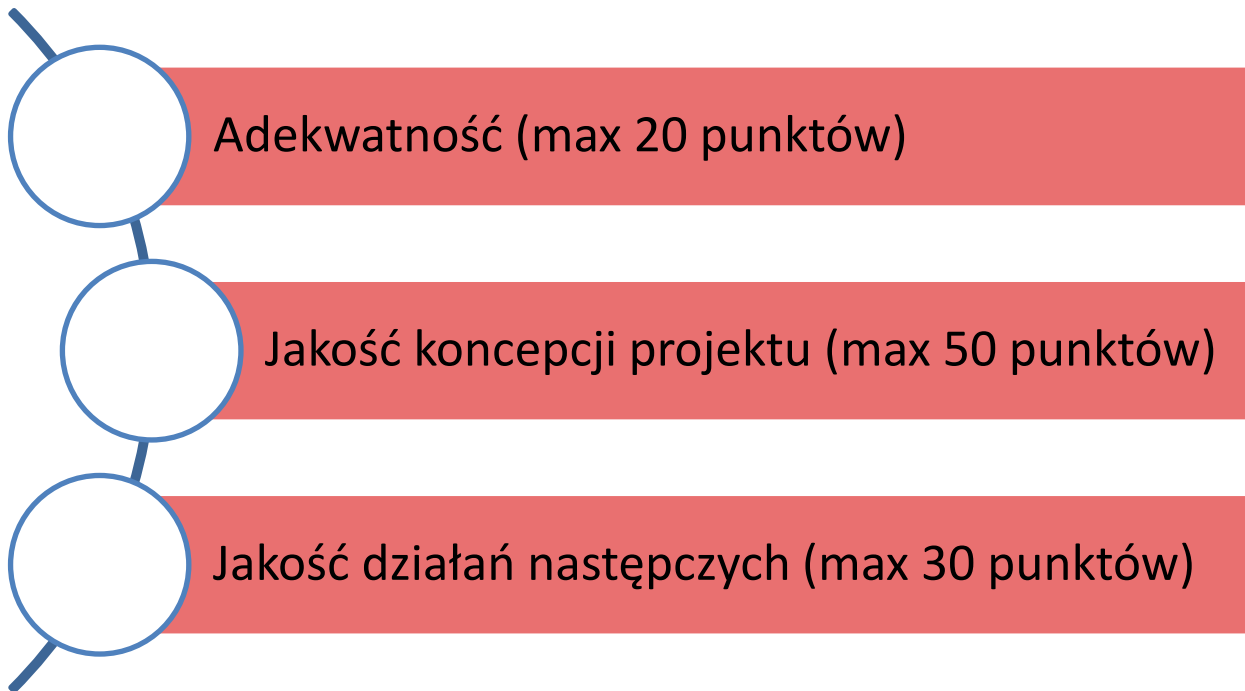 Adekwatność (max 20 punktów)
Jakość koncepcji projektu (max 50 punktów)
Jakość działań następczych (max 30 punktów)